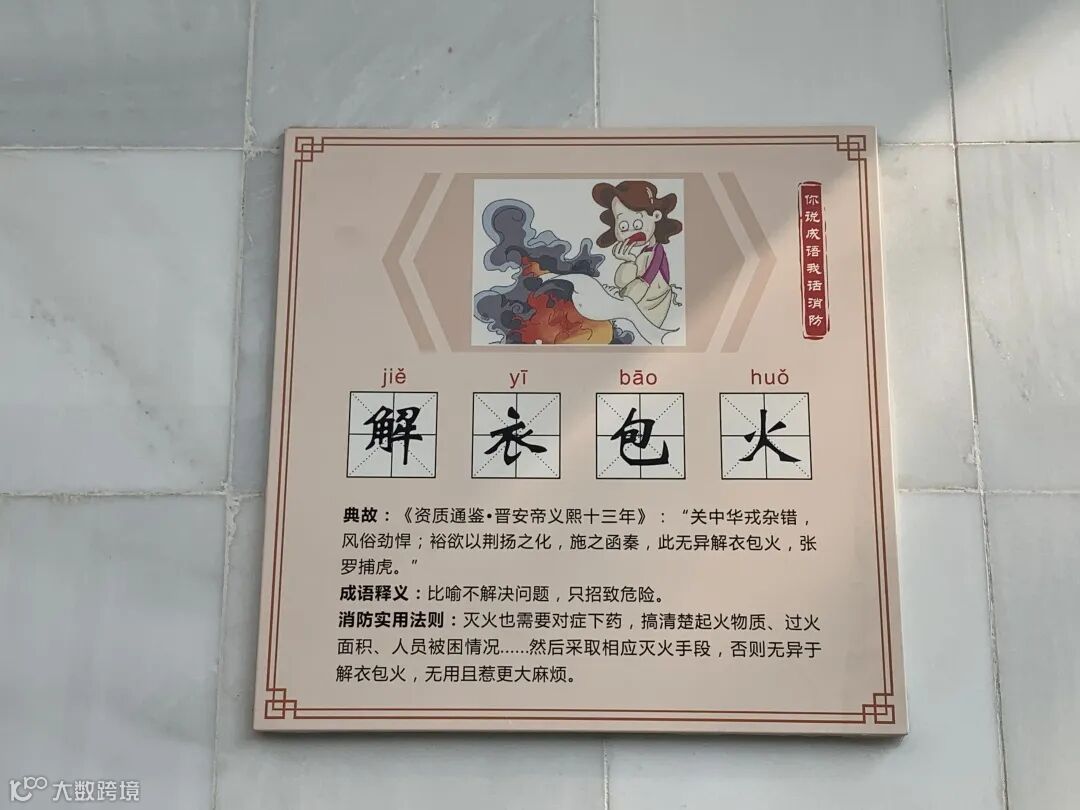 你说成语我话消防
jiě yī bāo huǒ
解衣包火
典故：《资质通鉴•晋安帝义熙十三年》：“关中华戎杂错，
风俗劲悍；裕欲以荆扬之化，施之函秦，此无异解衣包火，张
罗捕虎。”
成语释义：比喻不解决问题，只招致危险。
消防实用法则：灭火也需要对症下药，搞清楚起火物质、过火
面积、人员被困情况......然后采取相应灭火手段，否则无异于
解衣包火，无用且惹更大麻烦。
大数跨境